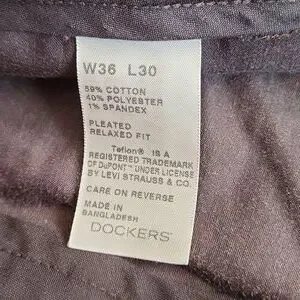 W36 L30
59% COTTON
40% POLYESTER
1% SPANDEX
PLEATED
RELAXED FIT
Teflon® IS A
REGISTERED TRADEMARK
OF DuPONT™ UNDER LICENSE
BY LEVI STRAUSS & CO.
CARE ON REVERSE
MADE IN
BANGLADESH
DOCKERS®